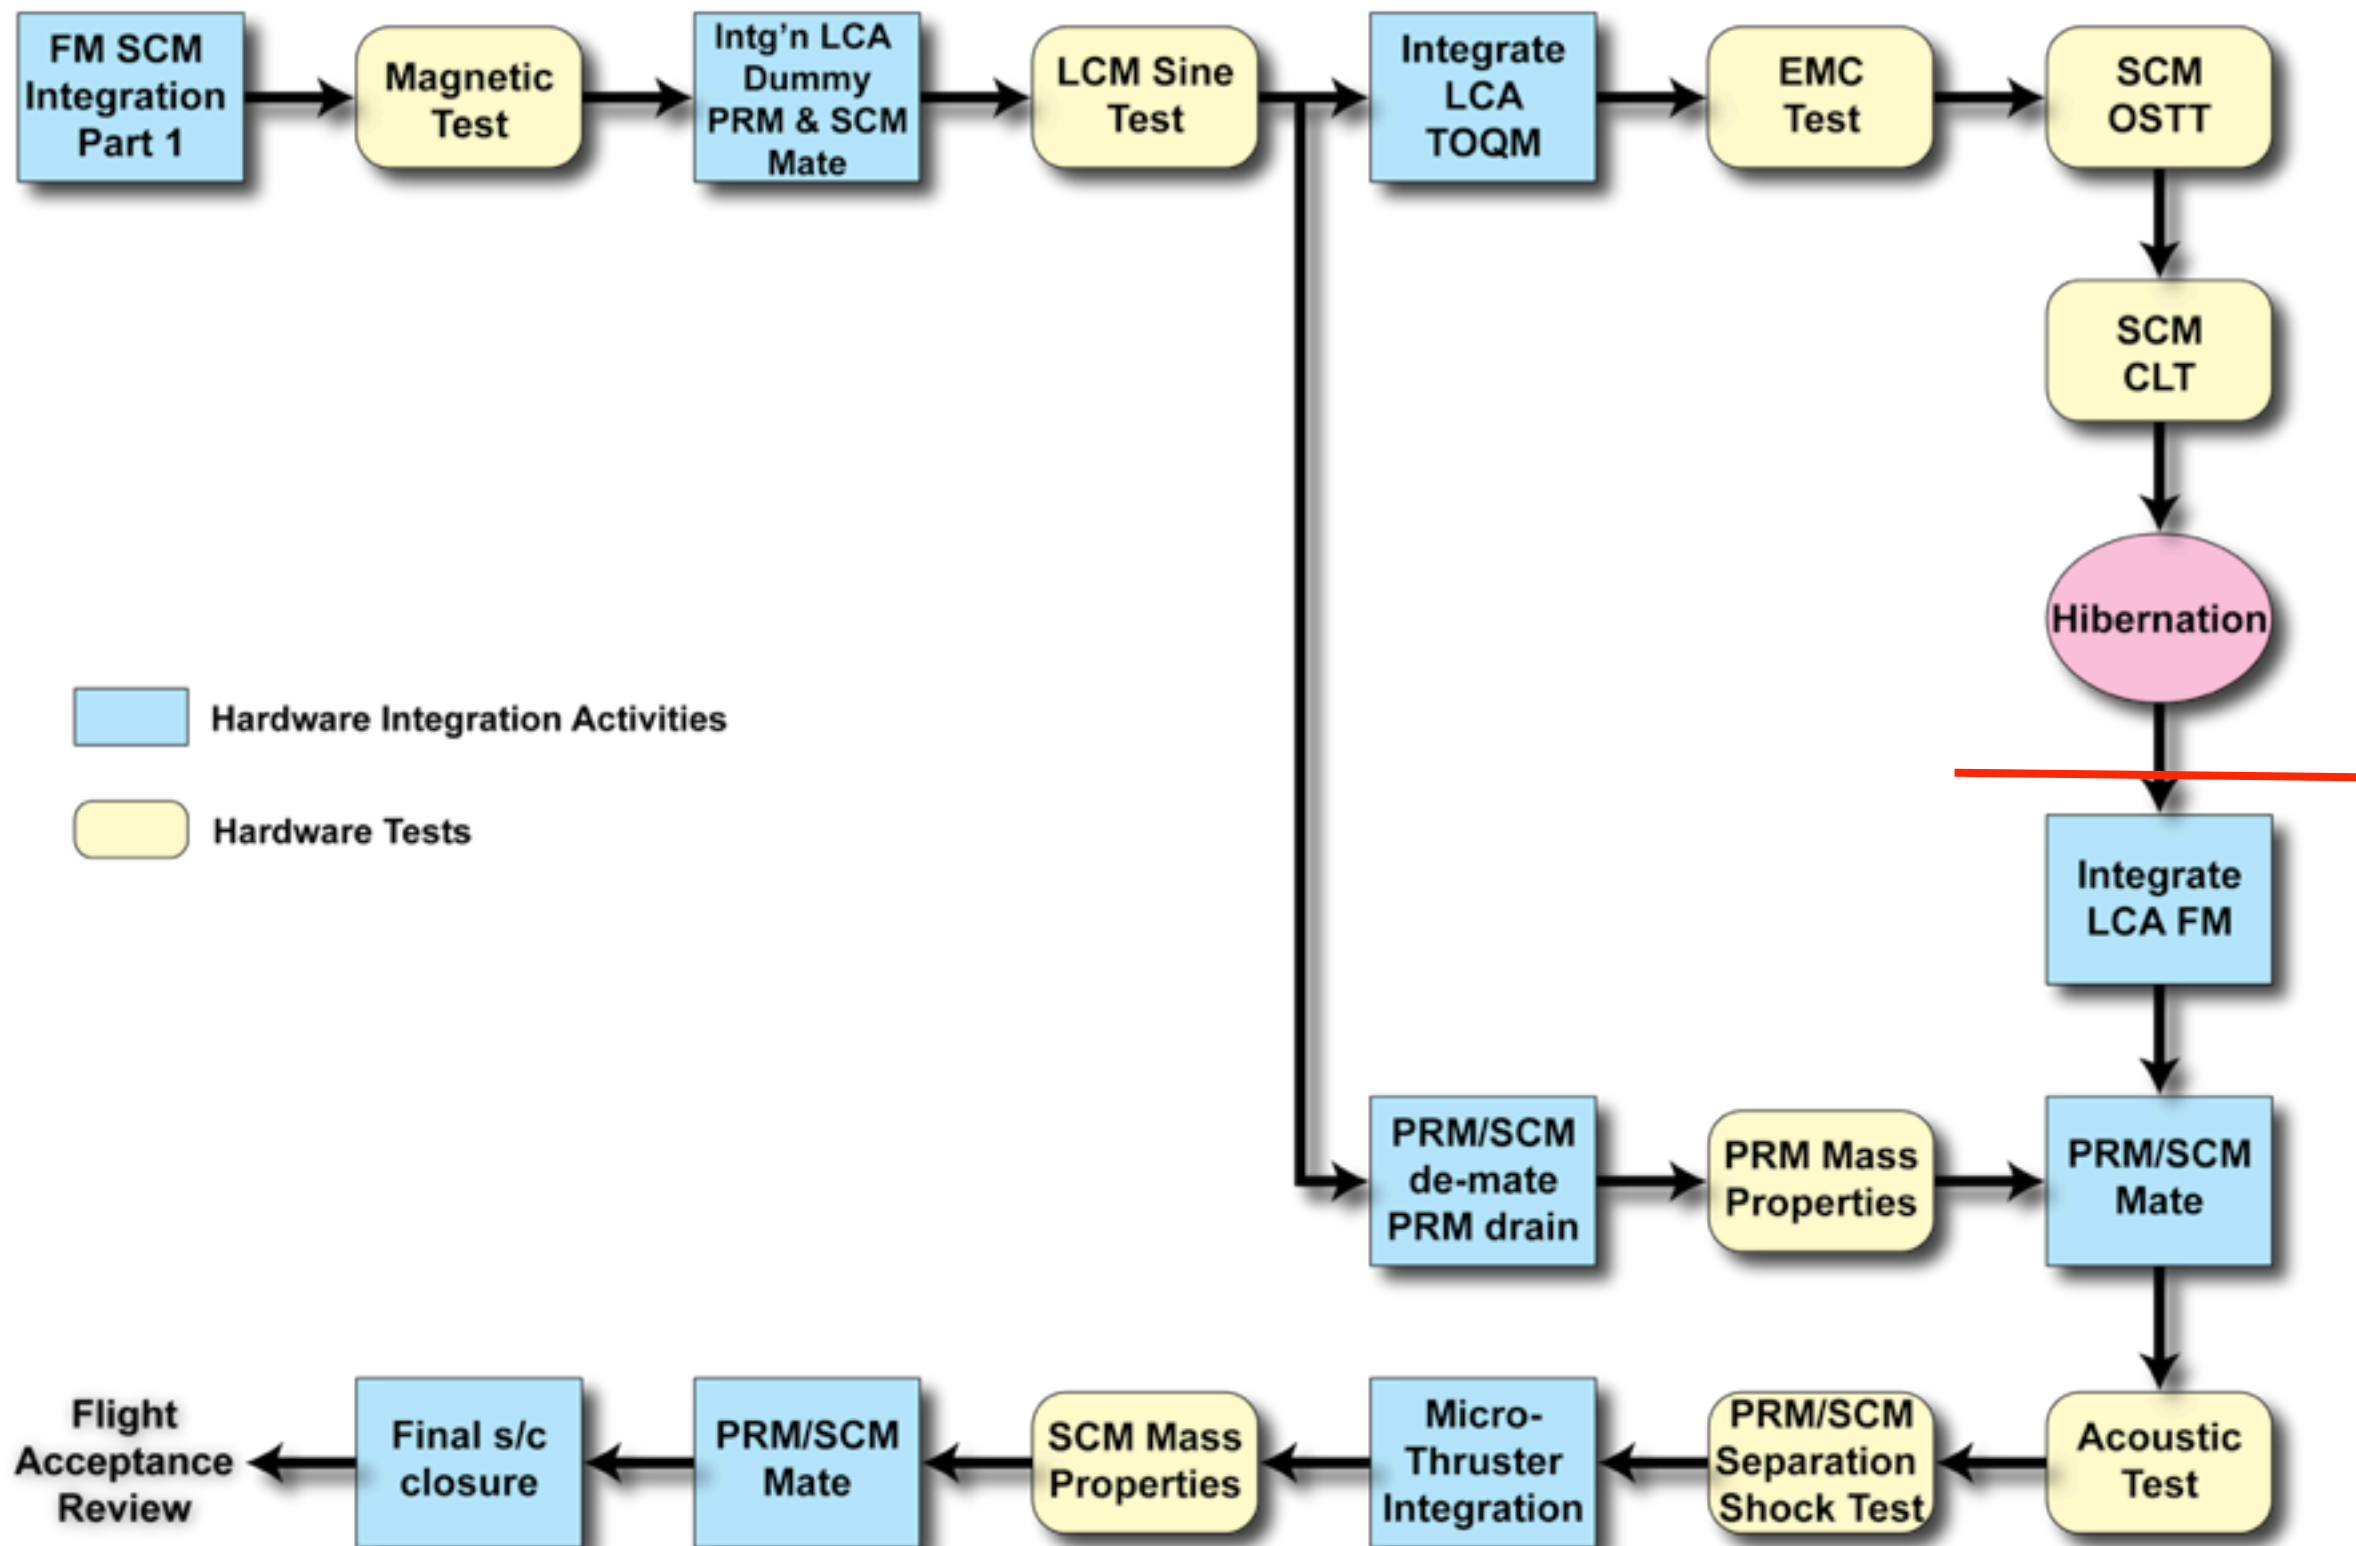 FM SCM
Integration
Part 1
Magnetic
Test
Intg'n LCA
Dummy
PRM & SCM
Mate
LCM Sine
Test
Integrate
LCA
TOQM
EMC
Test
SCM
OSTT
SCM
CLT
Hibernation
Hardware Integration Activities
Hardware Tests
Integrate
LCA FM
PRM/SCM
de-mate
PRM drain
PRM Mass
Properties
PRM/SCM
Mate
Flight
Acceptance
Review
Final s/c
closure
PRM/SCM
Mate
SCM Mass
Properties
Micro-
Thruster
Integration
PRM/SCM
Separation
Shock Test
Acoustic
Test